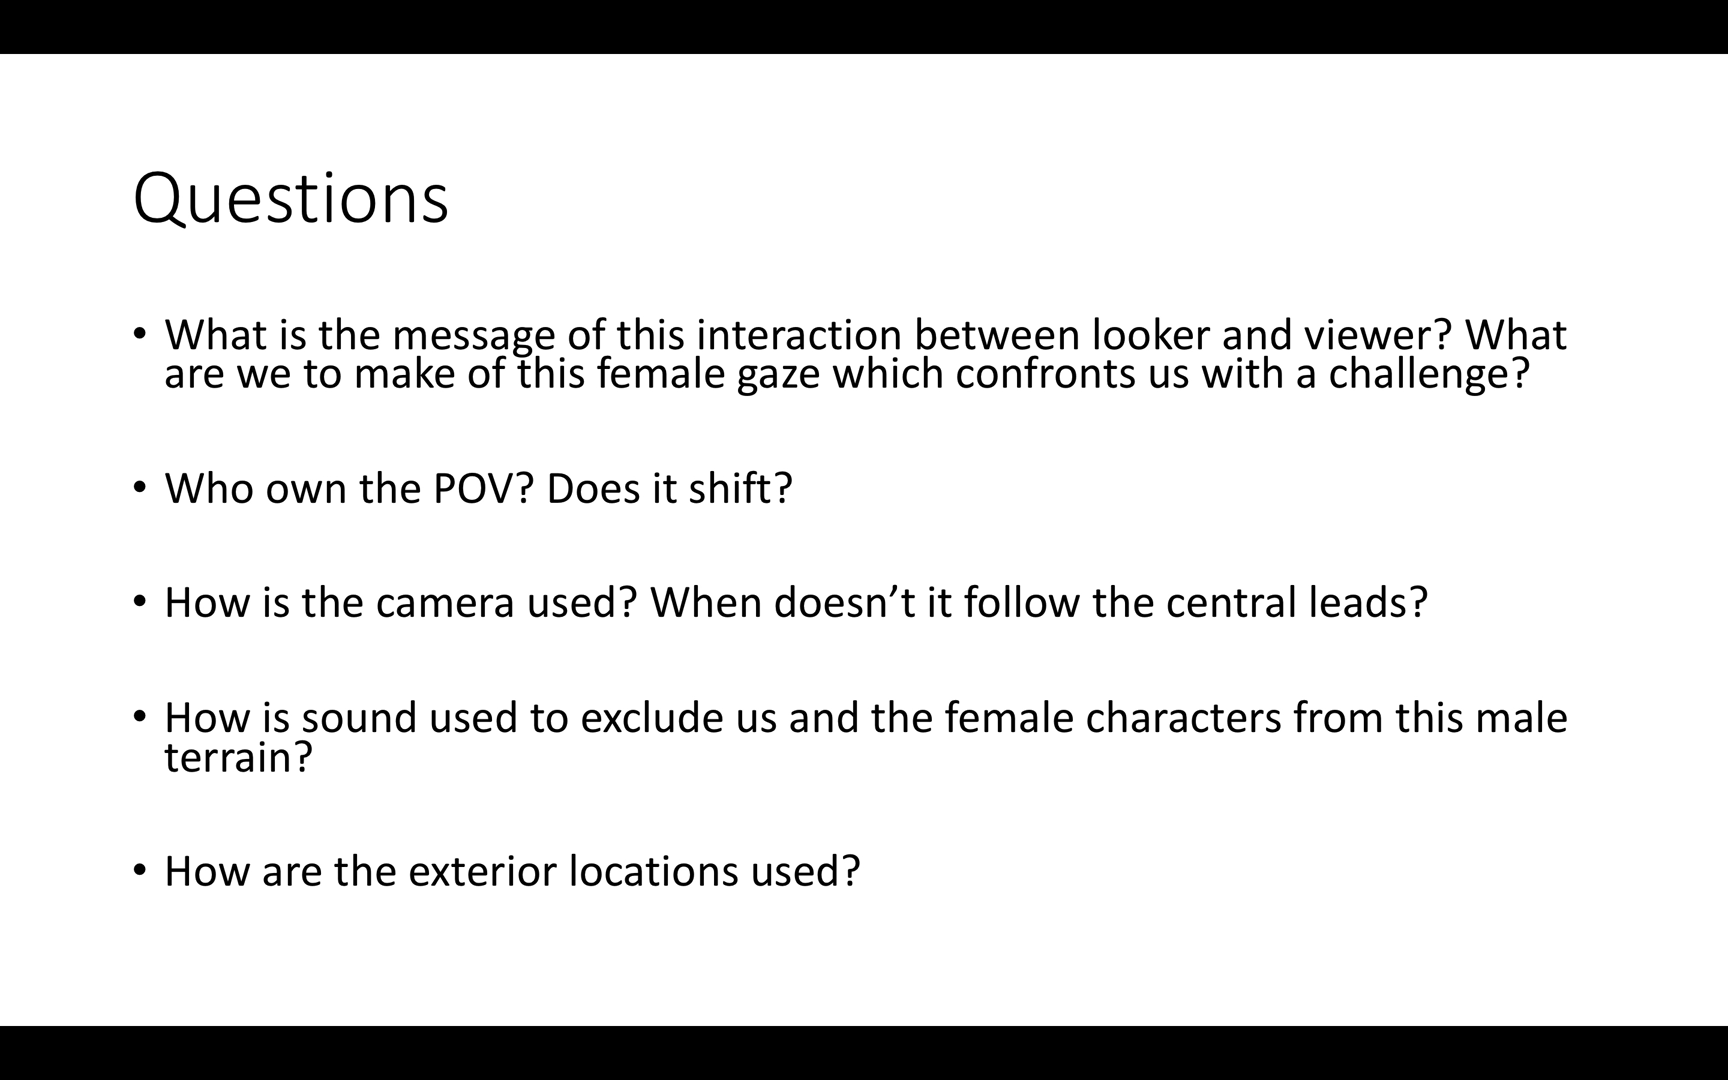 Questions
• What is the message of this interaction between looker and viewer? What
are we to make of this female gaze which confronts us with a challenge?
• Who own the POV? Does it shift?
• How is the camera used? When doesn’t it follow the central leads?
• How is sound used to exclude us and the female characters from this male
terrain?
• How are the exterior locations used?